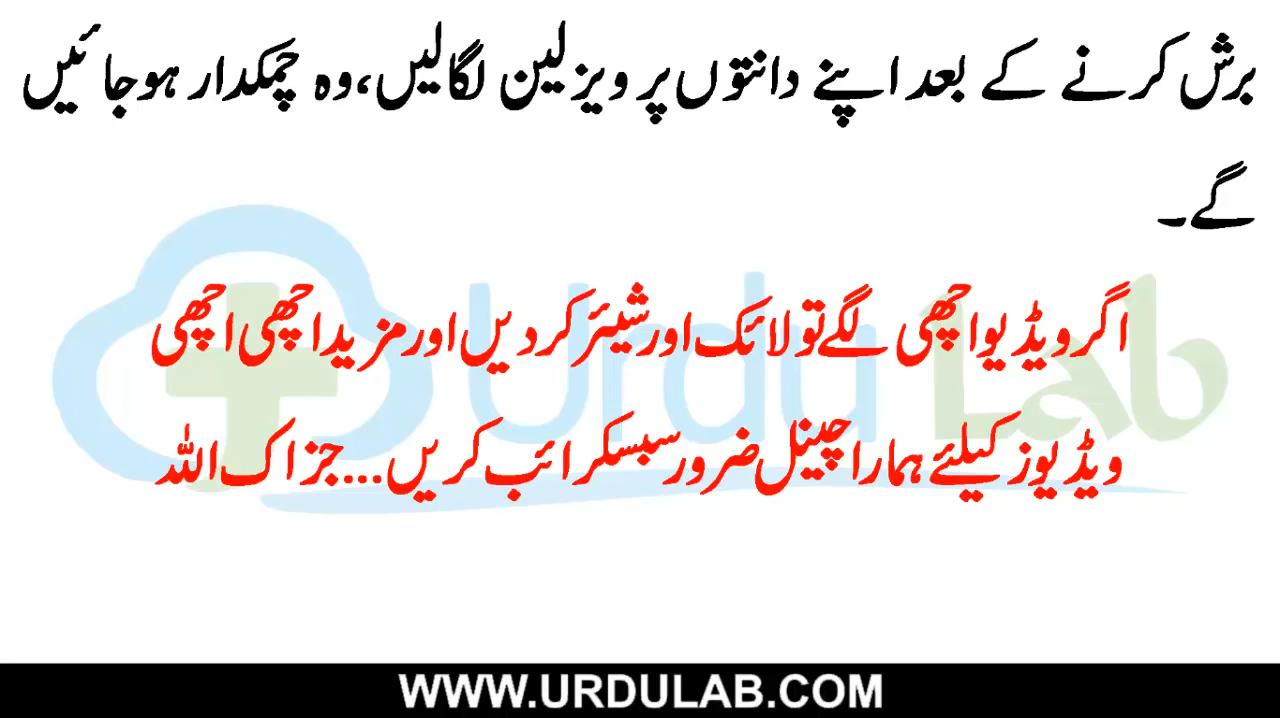 برش کرنے کے بعد اپنے دانتوں پر ویزلین لگالیں، وہ چمکدار ہوجائیں
گے۔
اگر ویڈیو اچھی لگے تو لائک اور شیئر کردیں اور مزید اچھی اچھی
ویڈیوز کیلئے ہمارا چینل ضرور سبسکرائب کریں...جزاک اللہ
Urdu Lab
WWW.URDULAB.COM